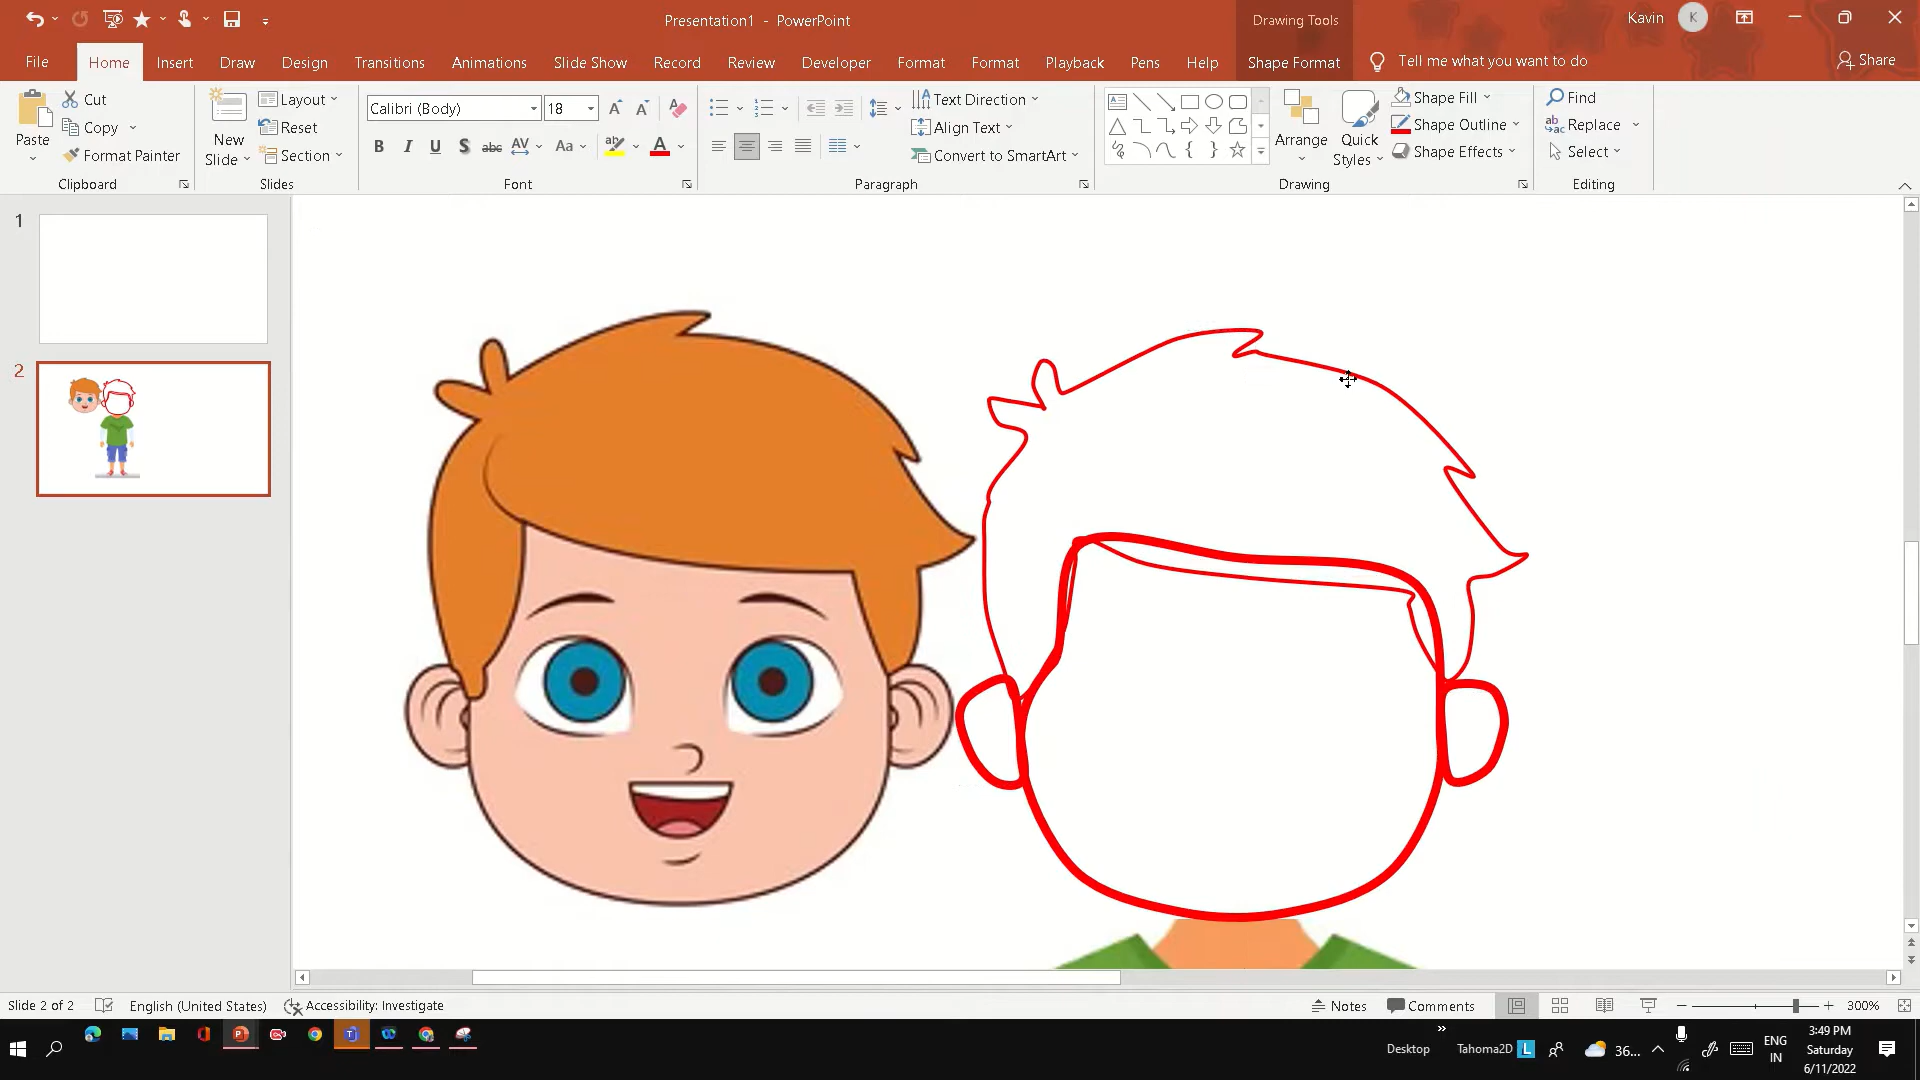 Presentation1 - PowerPoint
Drawing Tools
Kavin
K
File
Home
Insert
Draw
Design
Transitions
Animations
Slide Show
Record
Review
Developer
Format
Format
Playback
Pens
Help
Shape Format
Tell me what you want to do
Share
Paste
Cut
Copy
Format Painter
Clipboard
New Slide
Layout
Reset
Section
Slides
Calibri (Body)
18
B I U S abc AV Aa A
Font
Text Direction
Align Text
Convert to SmartArt
Paragraph
Arrange
Quick Styles
Shape Fill
Shape Outline
Shape Effects
Drawing
Find
Replace
Select
Editing
1
2
Slide 2 of 2
English (United States)
Accessibility: Investigate
Notes
Comments
300%
Desktop
Tahoma2D
L
36...
ENG
IN
3:49 PM
Saturday
6/11/2022